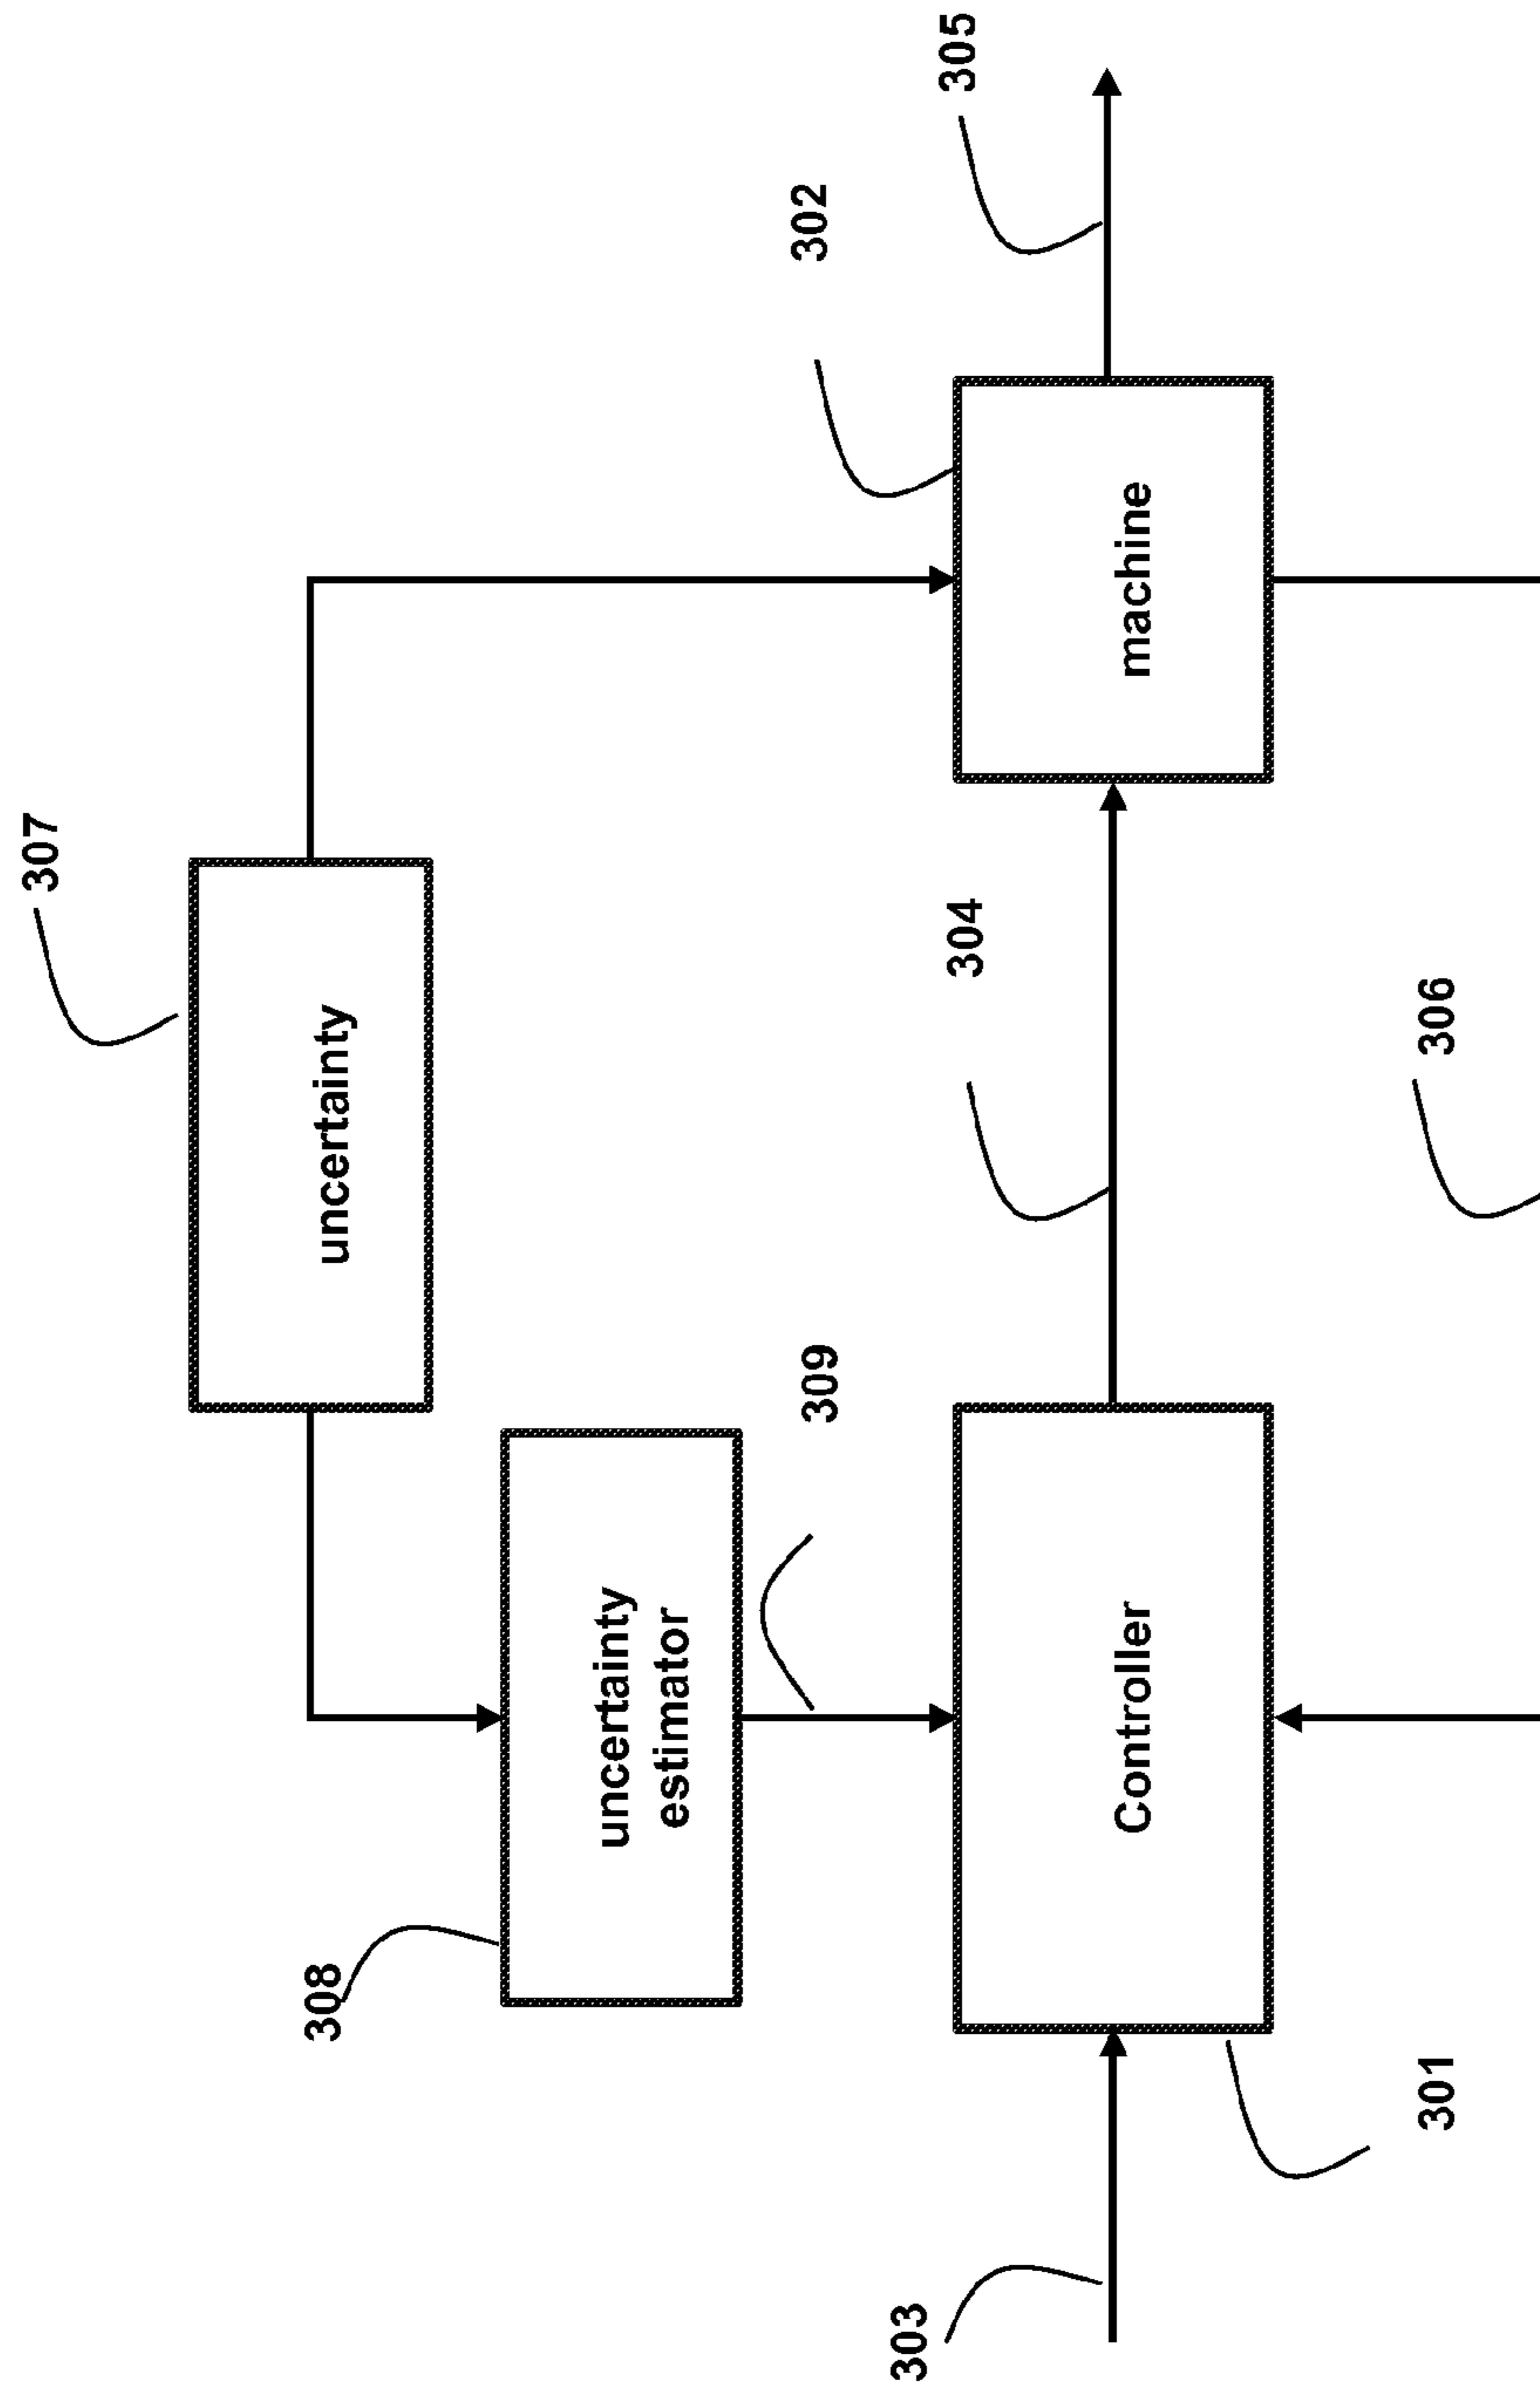 307
uncertainty
308
uncertainty
estimator
309
302
305
303
304
Controller
machine
301
306